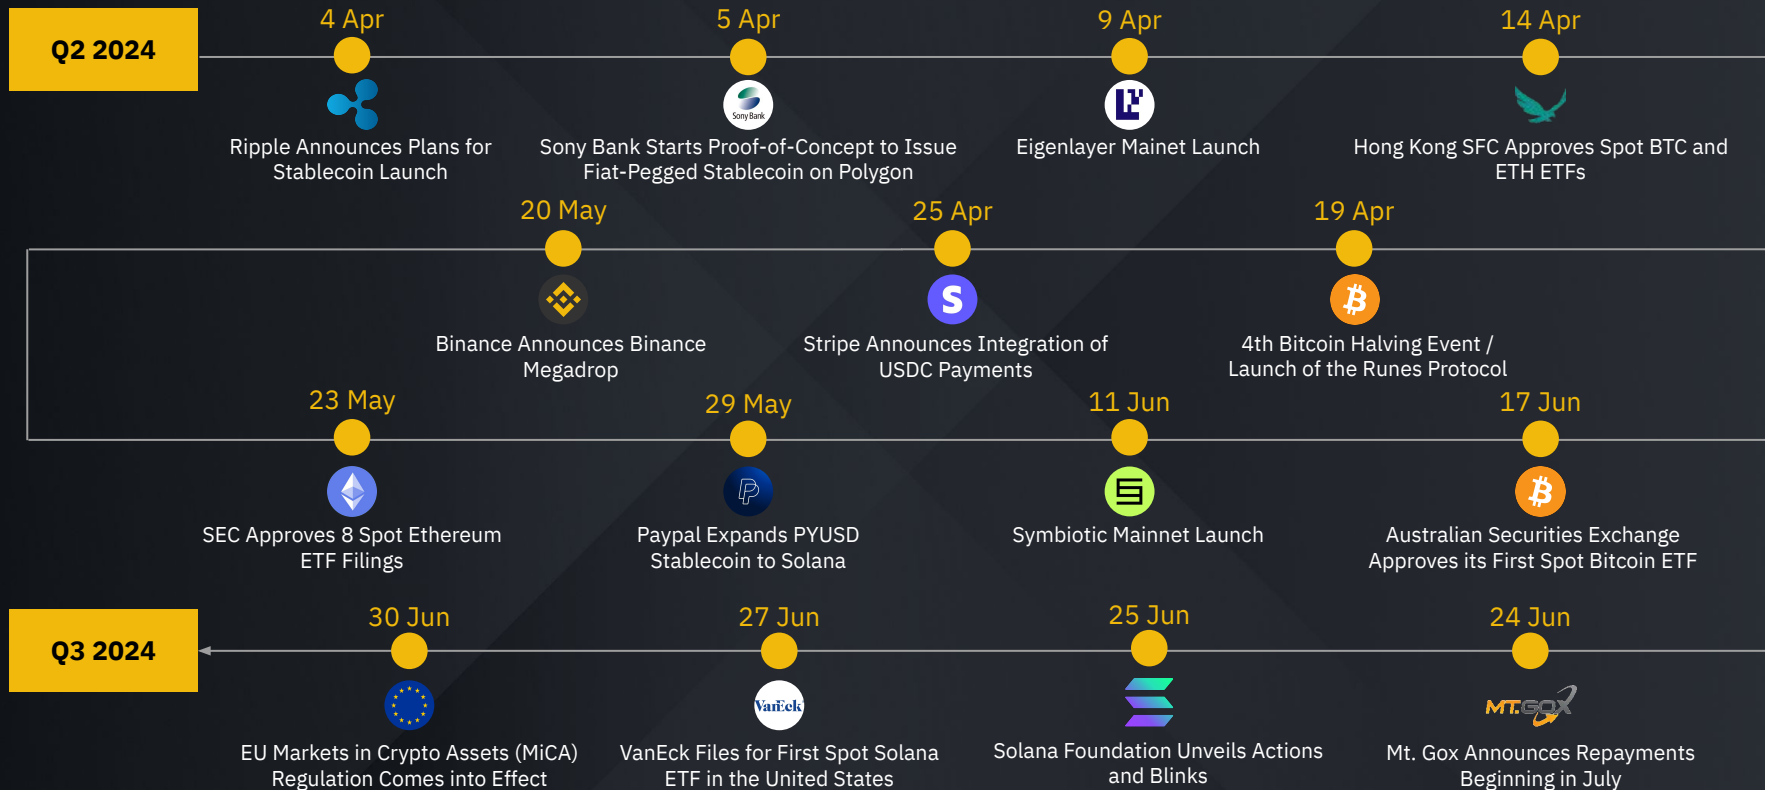 Q2 2024
4 Apr
Ripple Announces Plans for
Stablecoin Launch
5 Apr
Sony Bank
Sony Bank Starts Proof-of-Concept to Issue
Fiat-Pegged Stablecoin on Polygon
9 Apr
Eigenlayer Mainet Launch
14 Apr
Hong Kong SFC Approves Spot BTC and
ETH ETFs
20 May
Binance Announces Binance
Megadrop
25 Apr
S
Stripe Announces Integration of
USDC Payments
19 Apr
4th Bitcoin Halving Event /
Launch of the Runes Protocol
23 May
SEC Approves 8 Spot Ethereum
ETF Filings
29 May
Paypal Expands PYUSD
Stablecoin to Solana
11 Jun
Symbiotic Mainnet Launch
17 Jun
Australian Securities Exchange
Approves its First Spot Bitcoin ETF
Q3 2024
30 Jun
EU Markets in Crypto Assets (MiCA)
Regulation Comes into Effect
27 Jun
VanEck
VanEck Files for First Spot Solana
ETF in the United States
25 Jun
Solana Foundation Unveils Actions
and Blinks
24 Jun
MT.GOX
Mt. Gox Announces Repayments
Beginning in July